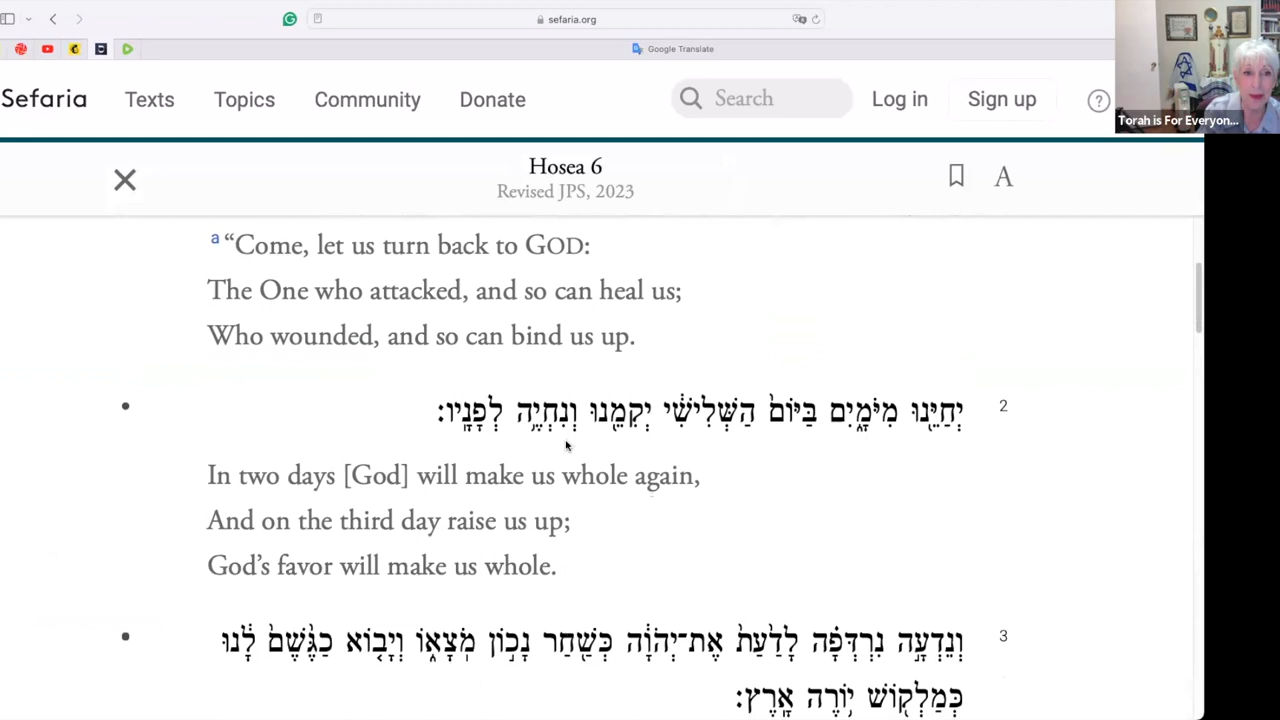 sefaria.org
Google Translate
Sefaria Texts Topics Community Donate Search Log in Sign up ?
Torah is For Everyon...
Hosea 6
Revised JPS, 2023
A
a “Come, let us turn back to GOD:
The One who attacked, and so can heal us;
Who wounded, and so can bind us up.
יְחַיֵּ֖נוּ מִיֹּמָ֑יִם בַּיּוֹם֙ הַשְּׁלִישִׁ֔י יְקִמֵ֖נוּ וְנִחְיֶ֥ה לְפָנָֽיו׃ 2
In two days [God] will make us whole again,
And on the third day raise us up;
God’s favor will make us whole.
וְנֵדְעָ֣ה נִרְדְּפָ֗ה לָדַ֙עַת֙ אֶת־יְהֹוָ֔ה כְּשַׁ֖חַר נָכ֣וֹן מֹצָא֑וֹ וְיָב֤וֹא כַגֶּ֙שֶׁם֙ לָ֔נוּ 3
כְּמַלְק֖וֹשׁ י֥וֹרֶה אָֽרֶץ׃